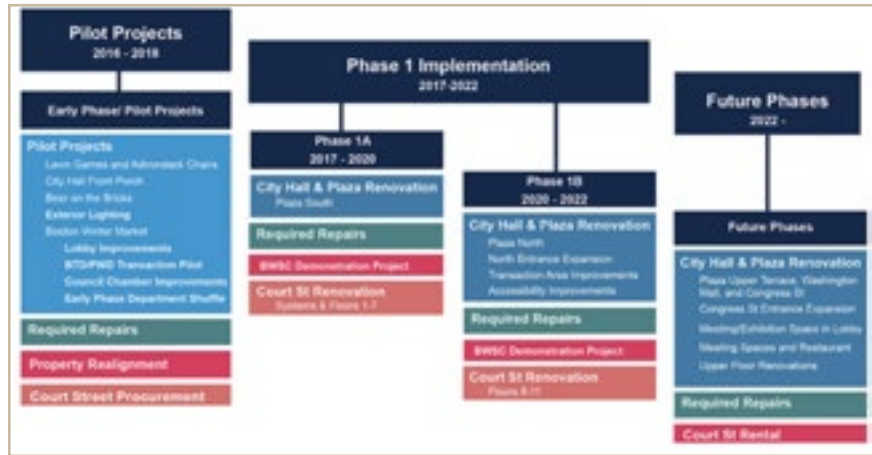 Pilot Projects
2016 - 2018
Early Phase/ Pilot Projects
Pilot Projects
Lawn Games and Adirondack Chairs
City Hall Front Porch
Beer on the Bricks
Exterior Lighting
Boston Winter Market
Lobby Improvements
BTD/PWD Transaction Pilot
Council Chamber Improvements
Early Phase Department Shuffle
Required Repairs
Property Realignment
Court Street Procurement
Phase 1 Implementation
2017-2022
Phase 1A
2017 - 2020
City Hall & Plaza Renovation
Plaza South
Required Repairs
BWSC Demonstration Project
Court St Renovation
Systems & Floors 1-7
Phase 1B
2020 - 2022
City Hall & Plaza Renovation
Plaza North
North Entrance Expansion
Transaction Area Improvements
Accessibility Improvements
Required Repairs
BWSC Demonstration Project
Court St Renovation
Floors 8-11
Future Phases
2022 -
Future Phases
City Hall & Plaza Renovation
Plaza Upper Terrace, Washington
Mall, and Congress St
Congress St Entrance Expansion
Meeting/Exhibition Space in Lobby
Meeting Spaces and Restaurant
Upper Floor Renovations
Required Repairs
Court St Rental